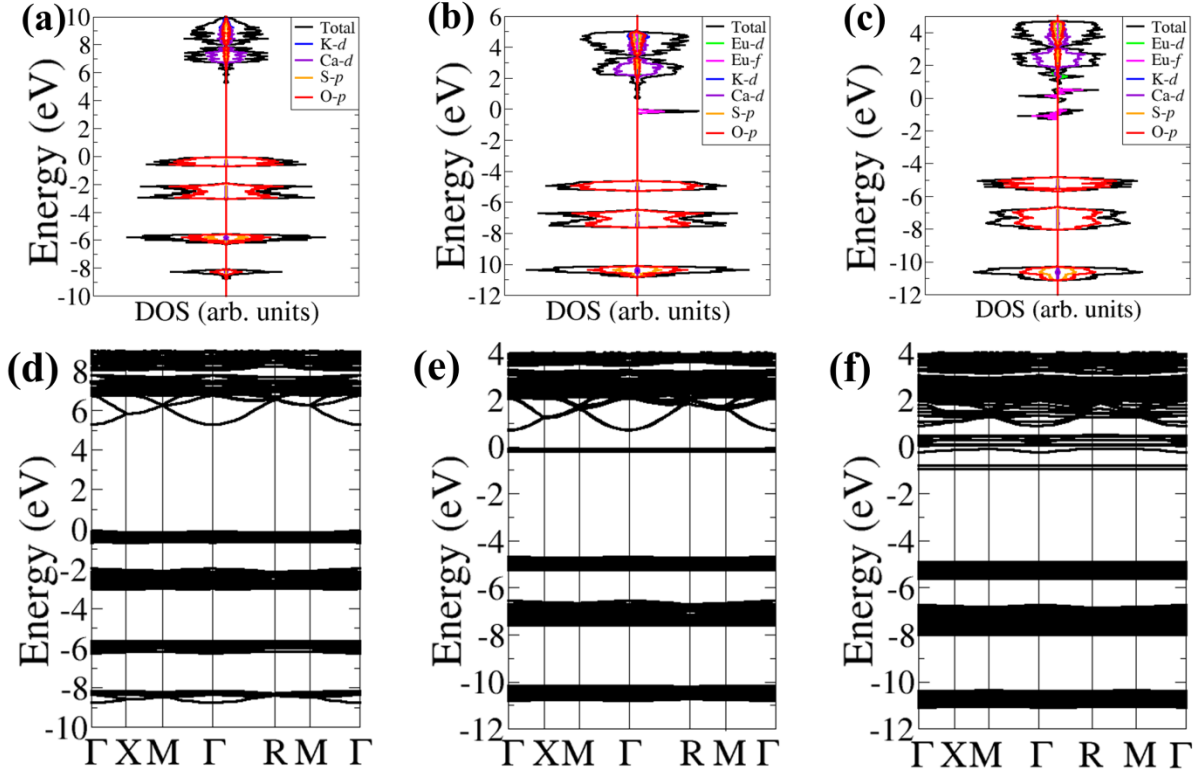 (a)
Energy (eV)
10
8
6
4
2
0
-2
-4
-6
-8
-10
Total
K-d
Ca-d
S-p
O-p
DOS (arb. units)
(b)
Energy (eV)
6
4
2
0
-2
-4
-6
-8
-10
-12
Total
Eu-d
Eu-f
K-d
Ca-d
S-p
O-p
DOS (arb. units)
(c)
Energy (eV)
4
2
0
-2
-4
-6
-8
-10
-12
Total
Eu-d
Eu-f
K-d
Ca-d
S-p
O-p
DOS (arb. units)
(d)
Energy (eV)
8
6
4
2
0
-2
-4
-6
-8
-10
Γ X M Γ R M Γ
(e)
Energy (eV)
4
2
0
-2
-4
-6
-8
-10
-12
Γ X M Γ R M Γ
(f)
Energy (eV)
4
2
0
-2
-4
-6
-8
-10
-12
Γ X M Γ R M Γ